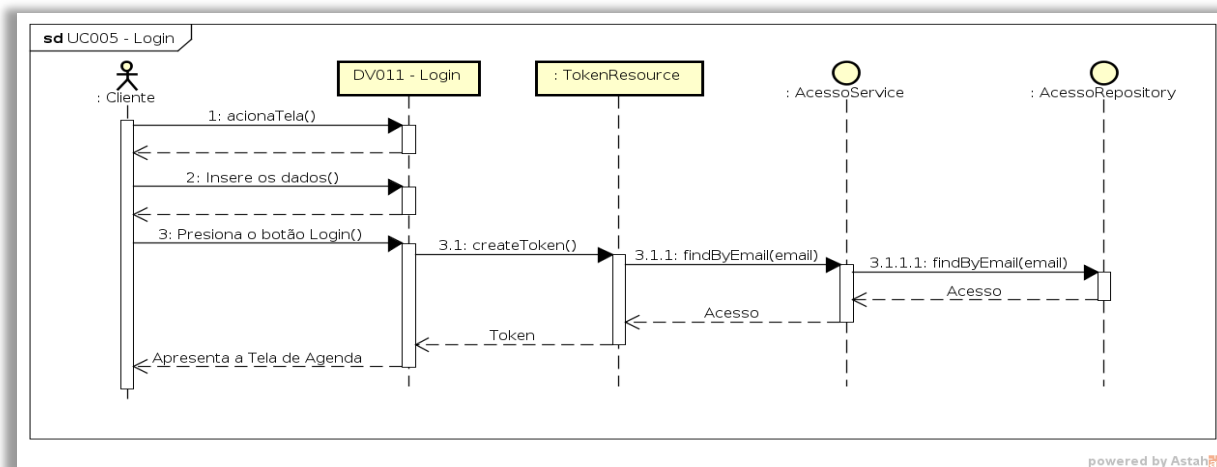 sd UC005 - Login
: Cliente
DV011 - Login
: TokenResource
: AcessoService
: AcessoRepository
1: acionaTela()
2: Insere os dados()
3: Presiona o botão Login()
3.1: createToken()
3.1.1: findByEmail(email)
3.1.1.1: findByEmail(email)
Acesso
Acesso
Token
Apresenta a Tela de Agenda
powered by Astah